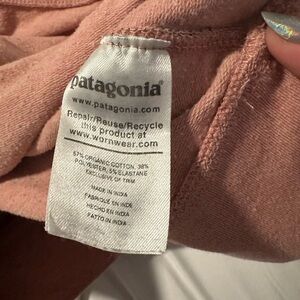 patagonia®
www.patagonia.com
Repair/Reuse/Recycle
this product at
www.wornwear.com
57% ORGANIC COTTON, 38%
POLYESTER, 5% ELASTANE
EXCLUSIVE OF TRIM
MADE IN INDIA
FABRIQUE EN INDE
HECHO EN INDIA
FATTO IN INDIA